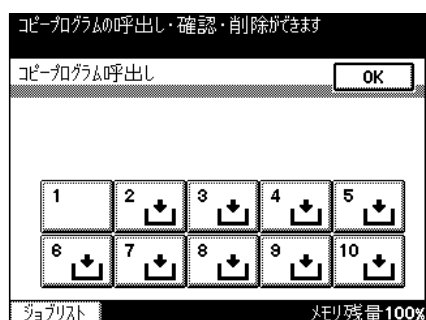 コピープログラムの呼出し・確認・削除ができます
コピープログラム呼出し
OK
1 2 3 4 5
6 7 8 9 10
ジョブリスト メモリ残量100%